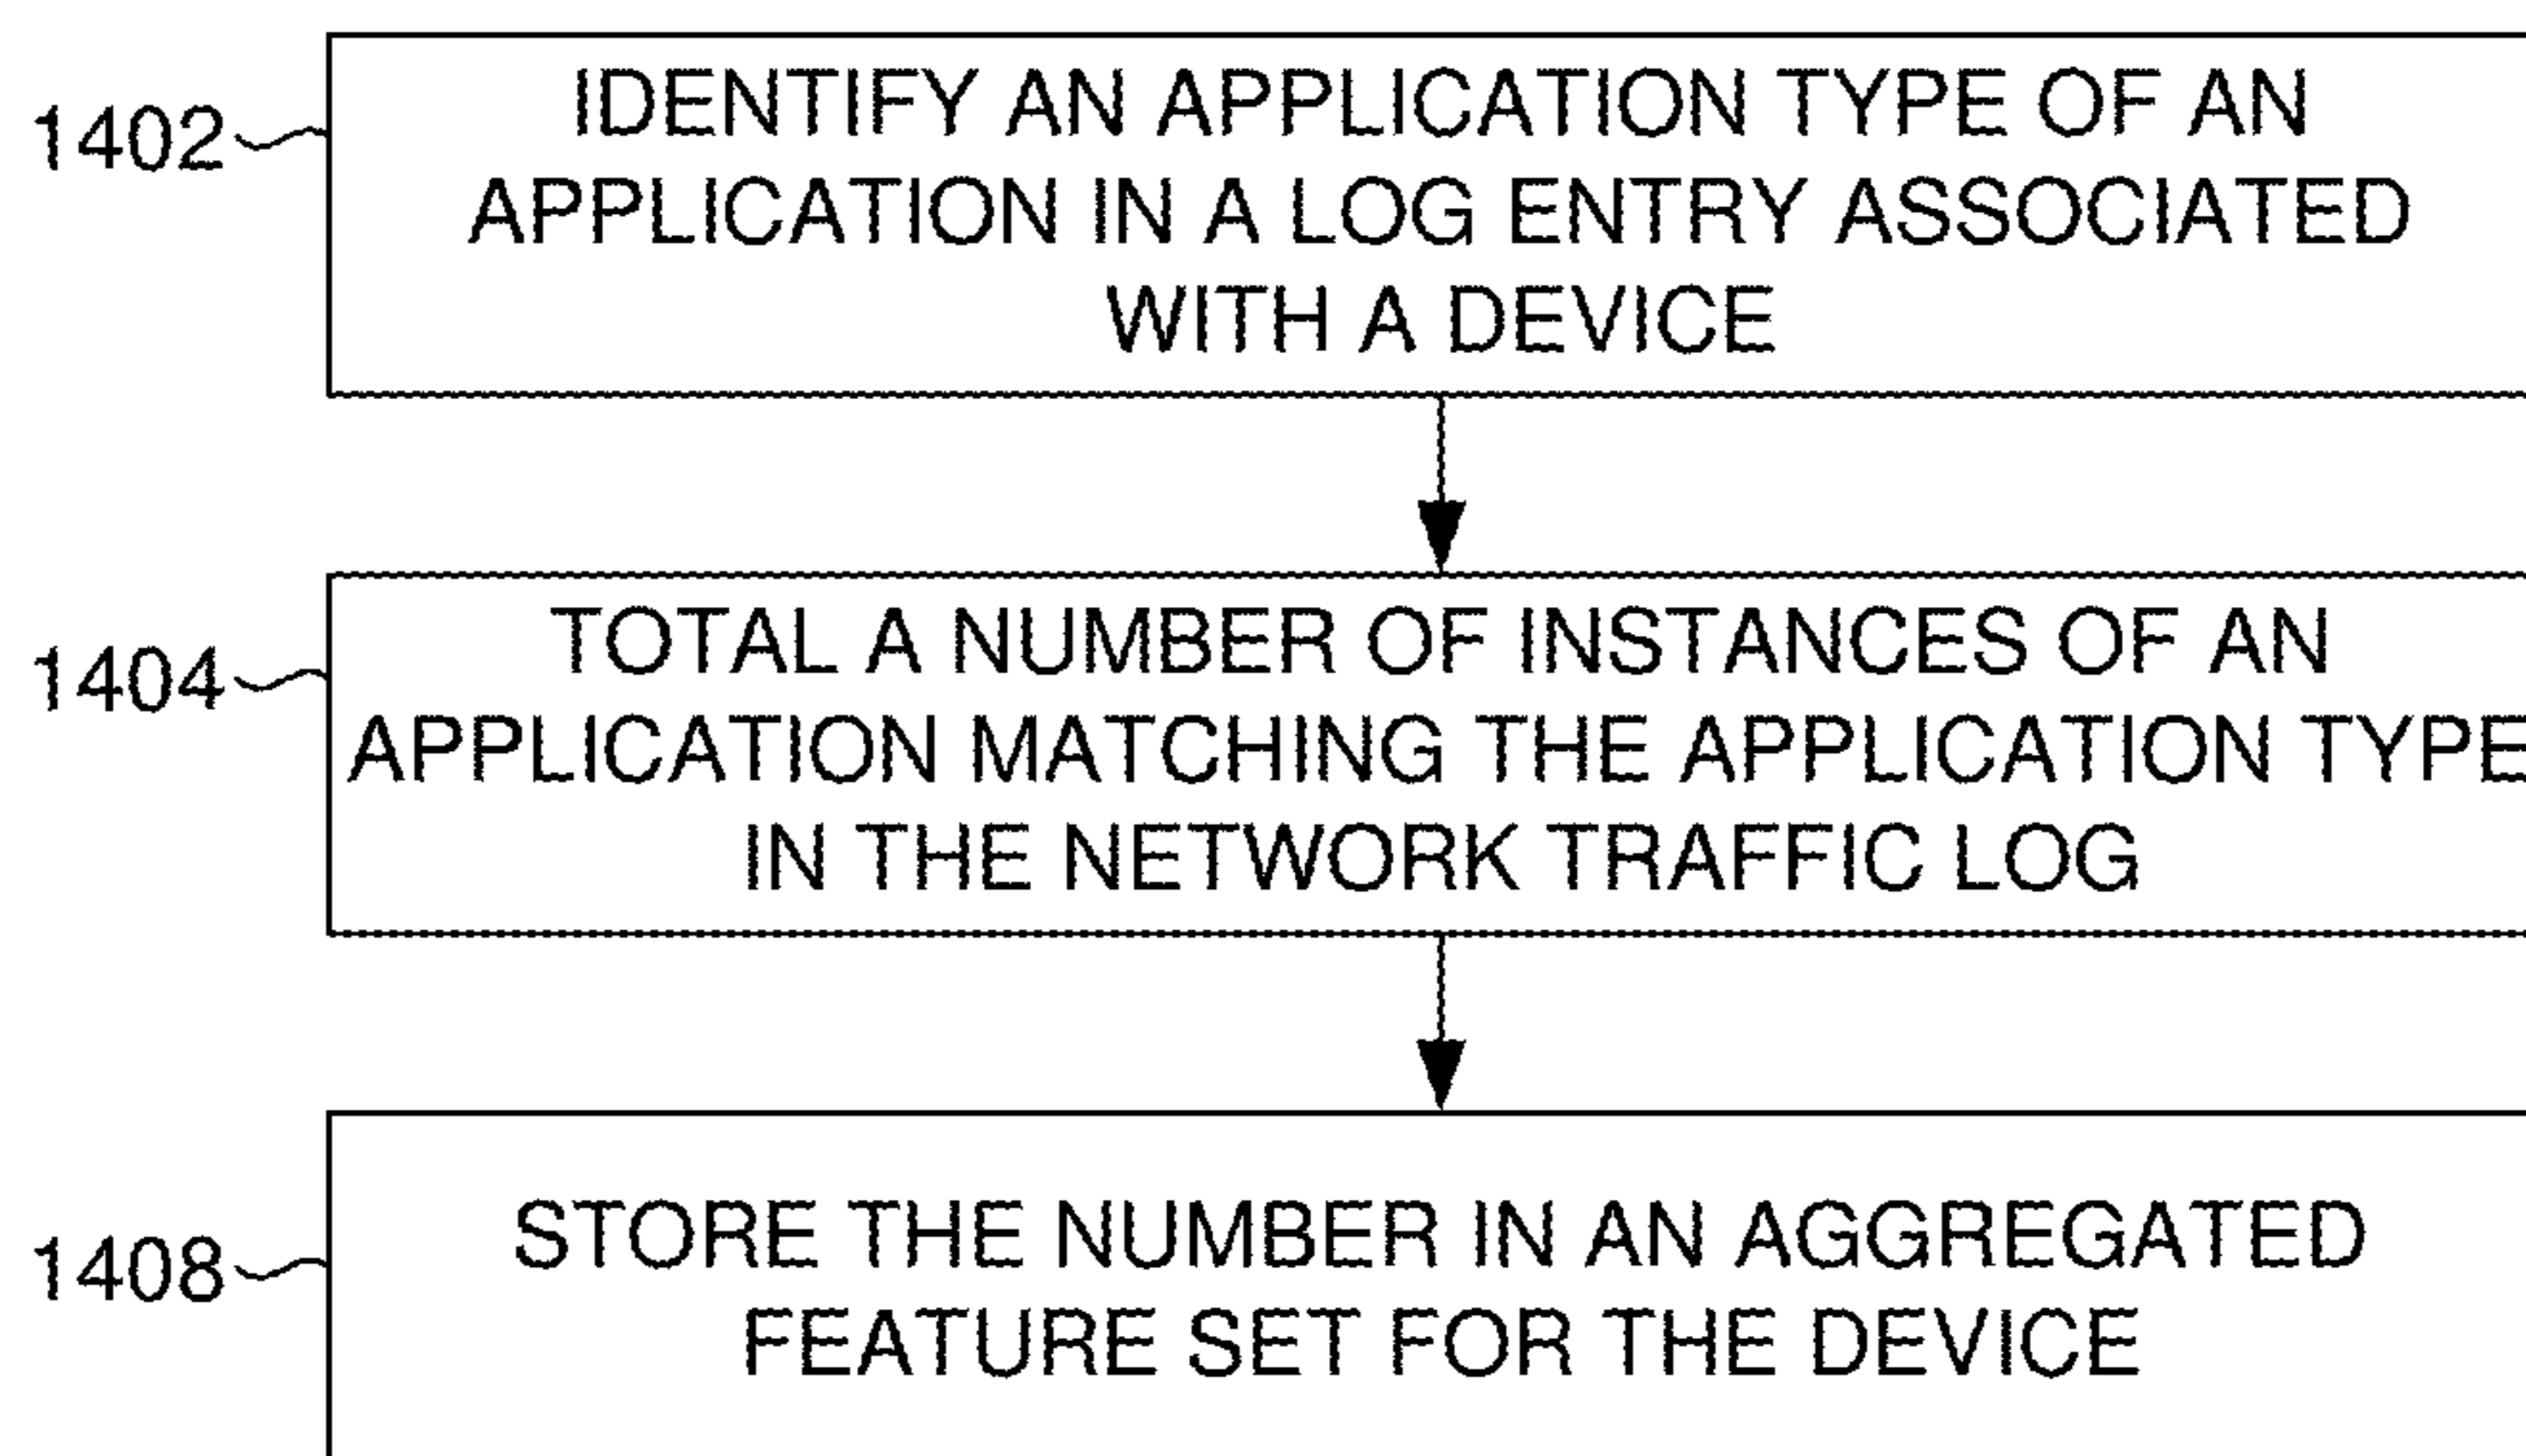 1402
IDENTIFY AN APPLICATION TYPE OF AN
APPLICATION IN A LOG ENTRY ASSOCIATED
WITH A DEVICE
1404
TOTAL A NUMBER OF INSTANCES OF AN
APPLICATION MATCHING THE APPLICATION TYPE
IN THE NETWORK TRAFFIC LOG
1408
STORE THE NUMBER IN AN AGGREGATED
FEATURE SET FOR THE DEVICE